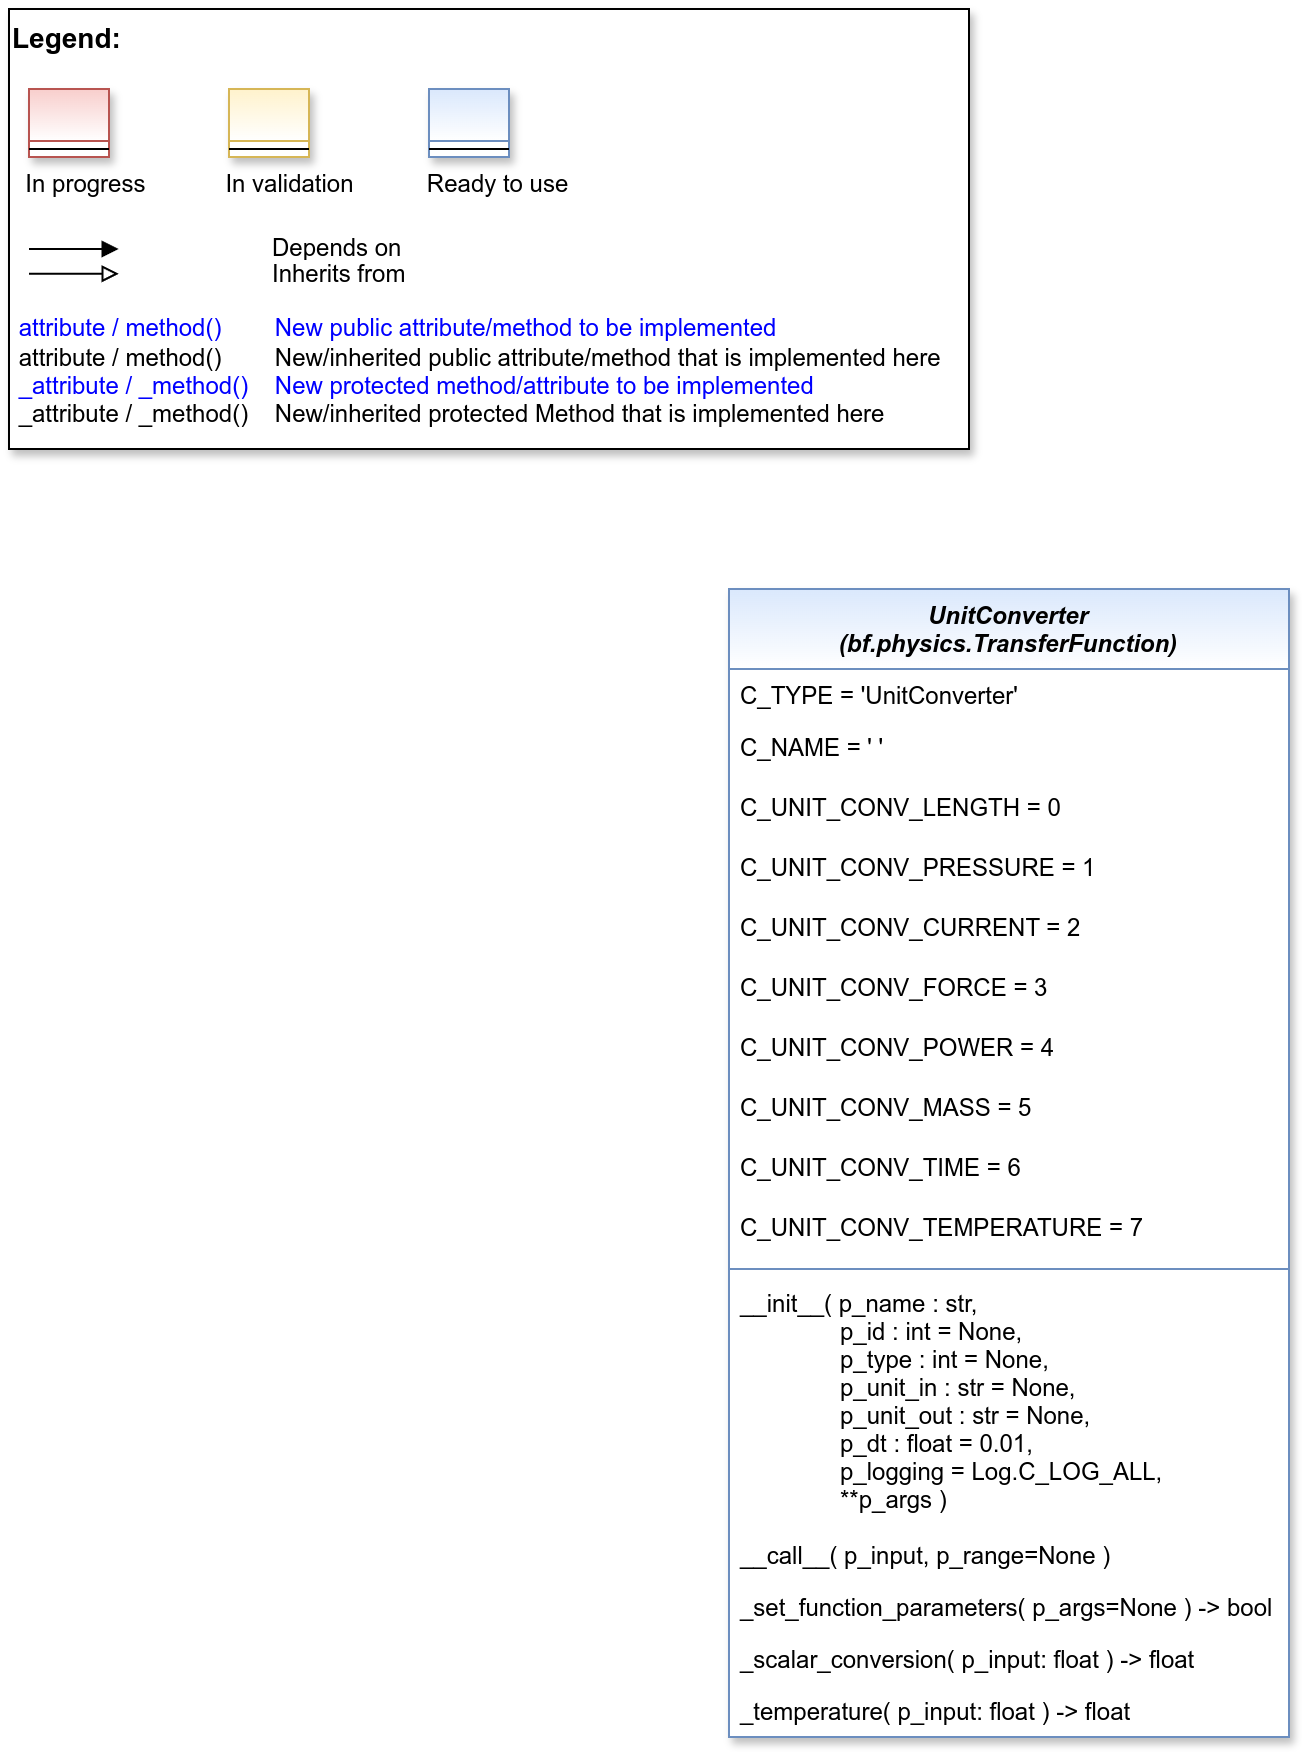 Legend:
In progress
In validation
Ready to use
Depends on
Inherits from
attribute / method() New public attribute/method to be implemented
attribute / method() New/inherited public attribute/method that is implemented here
_attribute / _method() New protected method/attribute to be implemented
_attribute / _method() New/inherited protected Method that is implemented here
UnitConverter
(bf.physics.TransferFunction)
C_TYPE = 'UnitConverter'
C_NAME = ' '
C_UNIT_CONV_LENGTH = 0
C_UNIT_CONV_PRESSURE = 1
C_UNIT_CONV_CURRENT = 2
C_UNIT_CONV_FORCE = 3
C_UNIT_CONV_POWER = 4
C_UNIT_CONV_MASS = 5
C_UNIT_CONV_TIME = 6
C_UNIT_CONV_TEMPERATURE = 7
__init__( p_name : str,
p_id : int = None,
p_type : int = None,
p_unit_in : str = None,
p_unit_out : str = None,
p_dt : float = 0.01,
p_logging = Log.C_LOG_ALL,
**p_args )
__call__( p_input, p_range=None )
_set_function_parameters( p_args=None ) -> bool
_scalar_conversion( p_input: float ) -> float
_temperature( p_input: float ) -> float